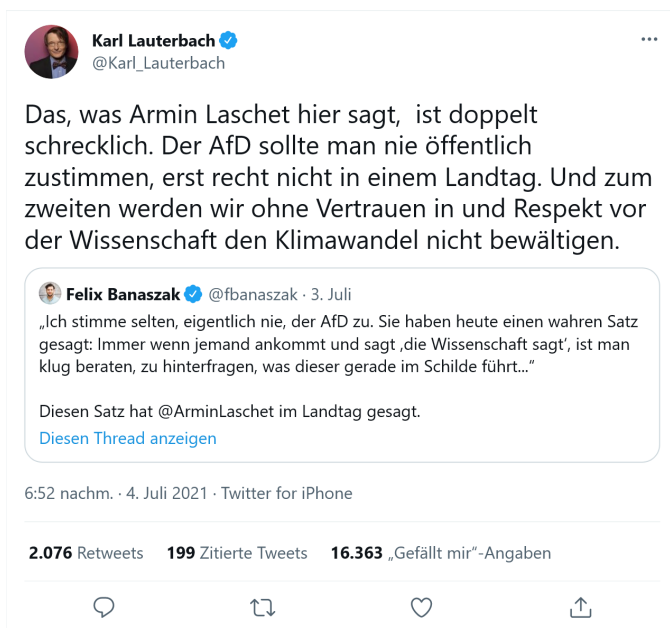 Karl Lauterbach
@Karl_Lauterbach
Das, was Armin Laschet hier sagt,  ist doppelt
schrecklich. Der AfD sollte man nie öffentlich
zustimmen, erst recht nicht in einem Landtag. Und zum
zweiten werden wir ohne Vertrauen in und Respekt vor
der Wissenschaft den Klimawandel nicht bewältigen.
Felix Banaszak @fbanaszak · 3. Juli
„Ich stimme selten, eigentlich nie, der AfD zu. Sie haben heute einen wahren Satz
gesagt: Immer wenn jemand ankommt und sagt ‚die Wissenschaft sagt‘, ist man
klug beraten, zu hinterfragen, was dieser gerade im Schilde führt...“
Diesen Satz hat @ArminLaschet im Landtag gesagt.
Diesen Thread anzeigen
6:52 nachm. · 4. Juli 2021 · Twitter for iPhone
2.076 Retweets 199 Zitierte Tweets 16.363 „Gefällt mir“-Angaben